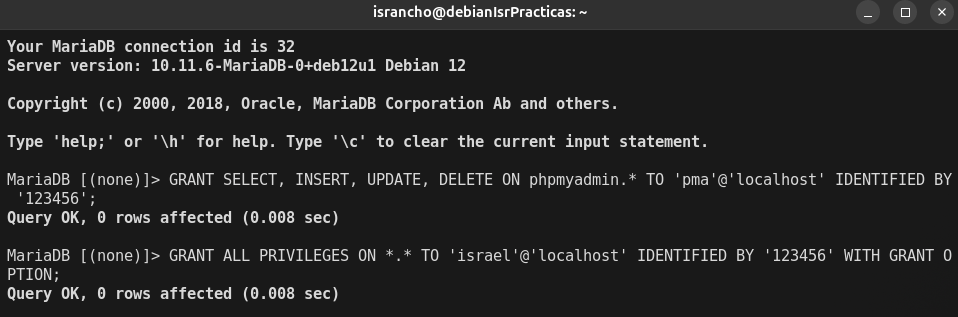 israncho@debianIsrPracticas: ~
Your MariaDB connection id is 32
Server version: 10.11.6-MariaDB-0+deb12u1 Debian 12
Copyright (c) 2000, 2018, Oracle, MariaDB Corporation Ab and others.
Type 'help;' or '\h' for help. Type '\c' to clear the current input statement.
MariaDB [(none)]> GRANT SELECT, INSERT, UPDATE, DELETE ON phpmyadmin.* TO 'pma'@'localhost' IDENTIFIED BY
 '123456';
Query OK, 0 rows affected (0.008 sec)
MariaDB [(none)]> GRANT ALL PRIVILEGES ON *.* TO 'israel'@'localhost' IDENTIFIED BY '123456' WITH GRANT O
PTION;
Query OK, 0 rows affected (0.008 sec)